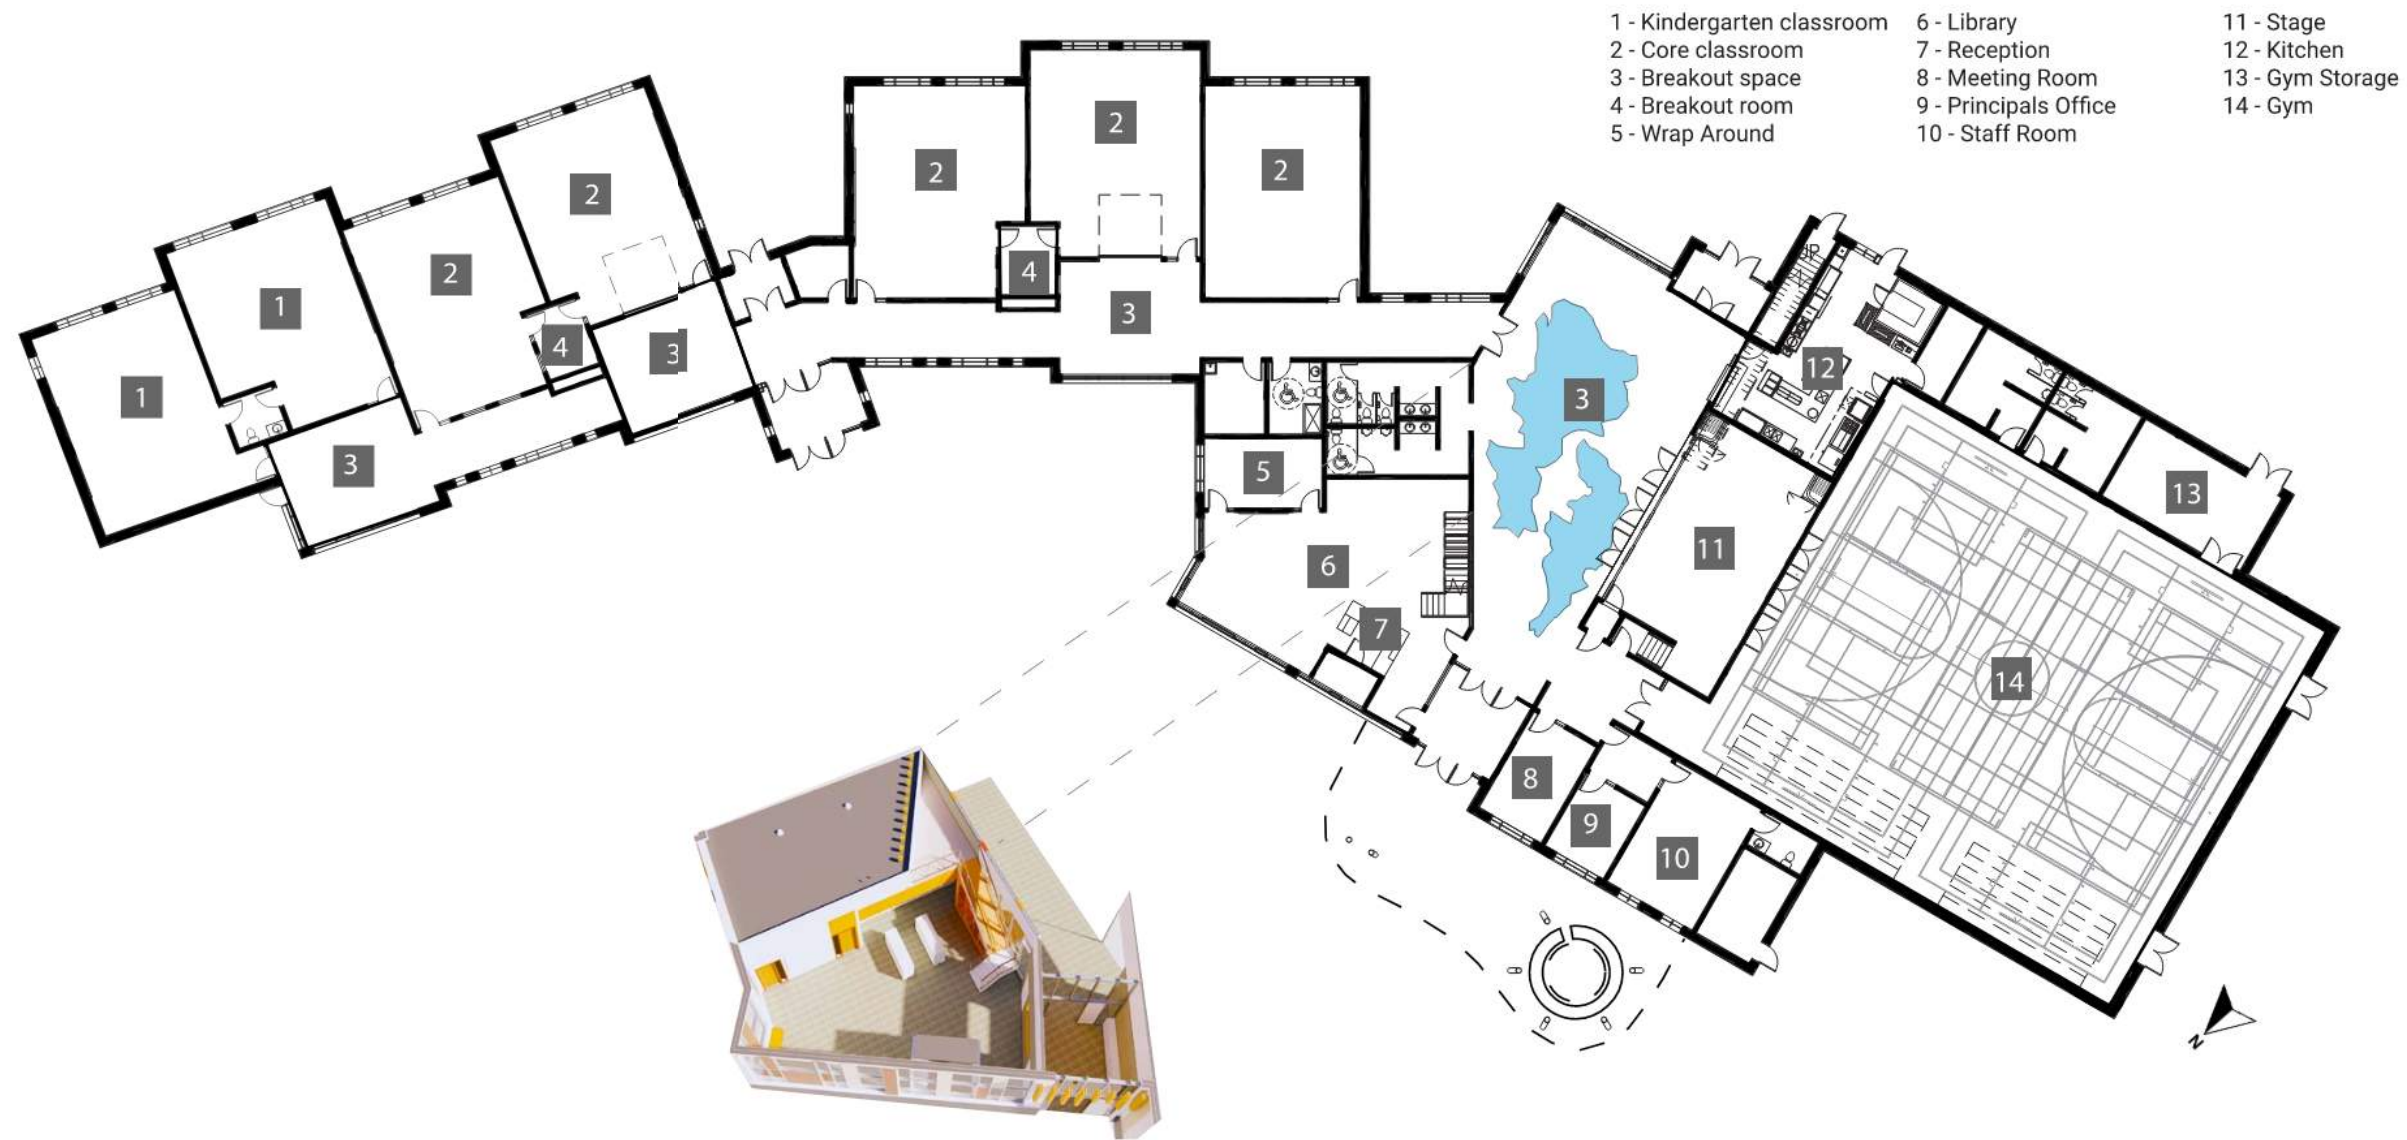 1 - Kindergarten classroom
2 - Core classroom
3 - Breakout space
4 - Breakout room
5 - Wrap Around
6 - Library
7 - Reception
8 - Meeting Room
9 - Principals Office
10 - Staff Room
11 - Stage
12 - Kitchen
13 - Gym Storage
14 - Gym
2
2
2
2
2
1
1
4
3
3
4
3
3
12
5
6
7
11
13
14
8
9
10
N